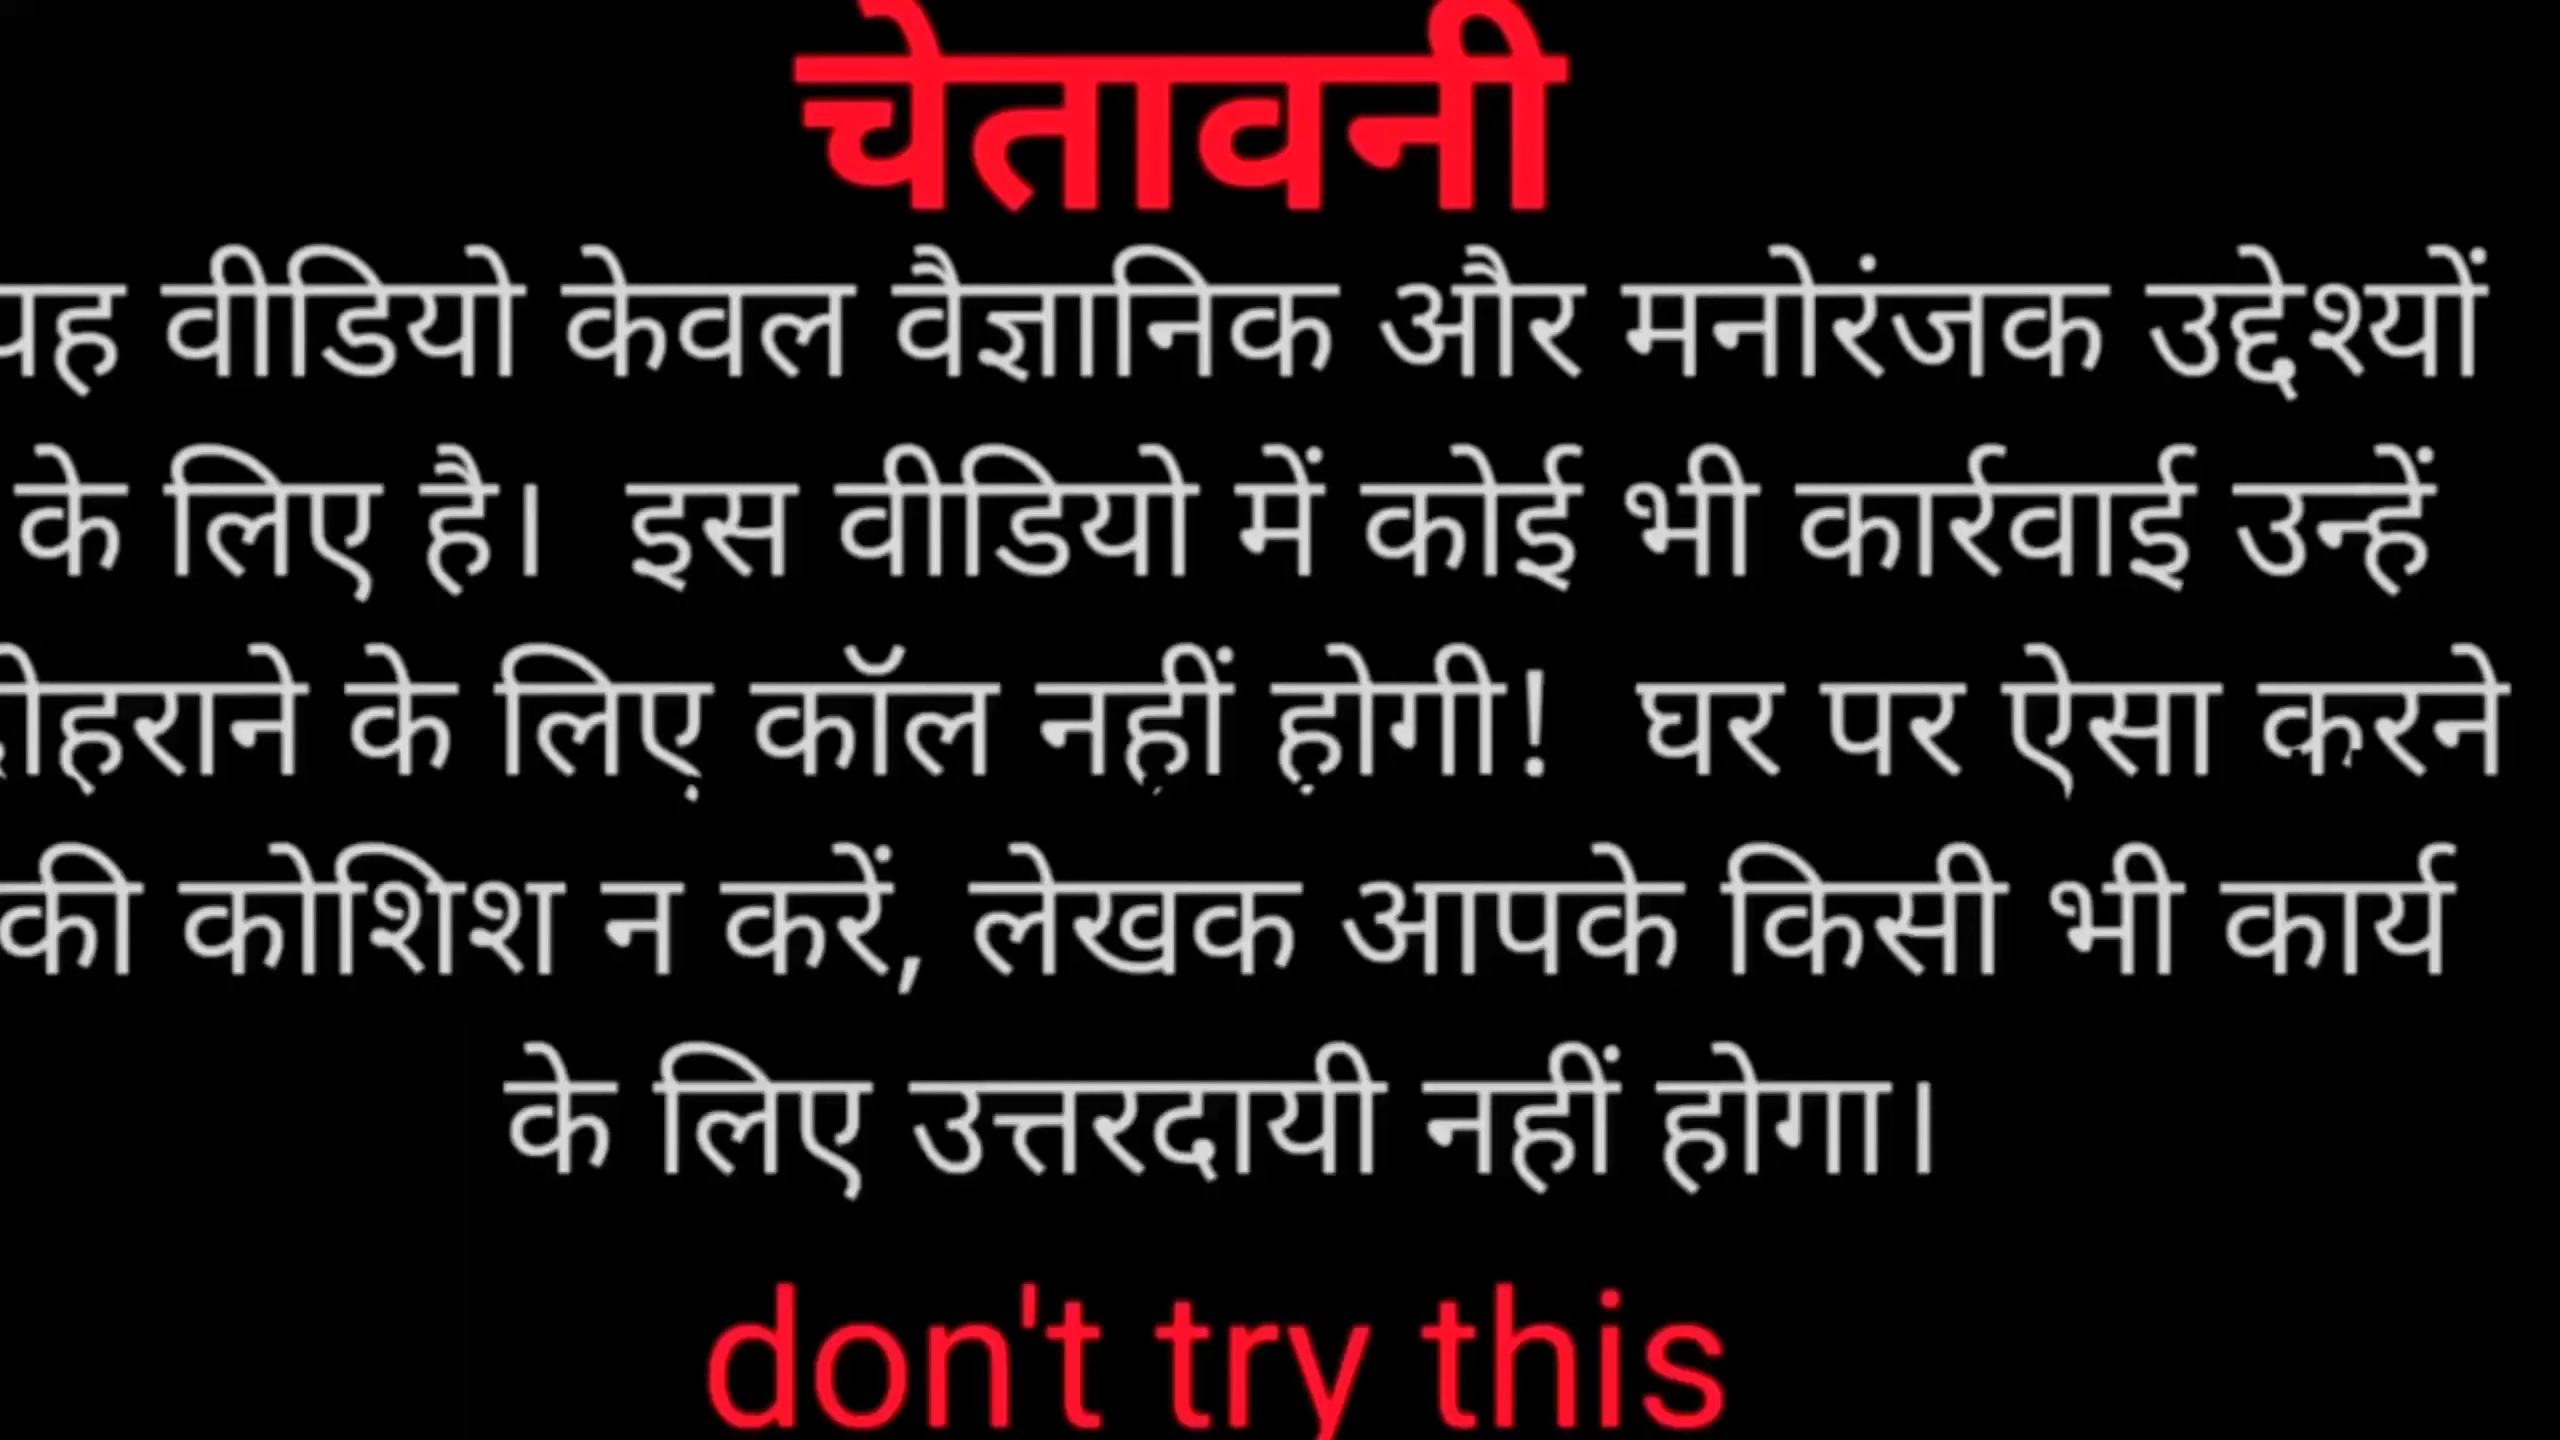 चेतावनी
यह वीडियो केवल वैज्ञानिक और मनोरंजक उद्देश्यों
के लिए है।  इस वीडियो में कोई भी कार्रवाई उन्हें
दोहराने के लिए कॉल नहीं होगी!  घर पर ऐसा करने
की कोशिश न करें, लेखक आपके किसी भी कार्य
के लिए उत्तरदायी नहीं होगा।
don't try this